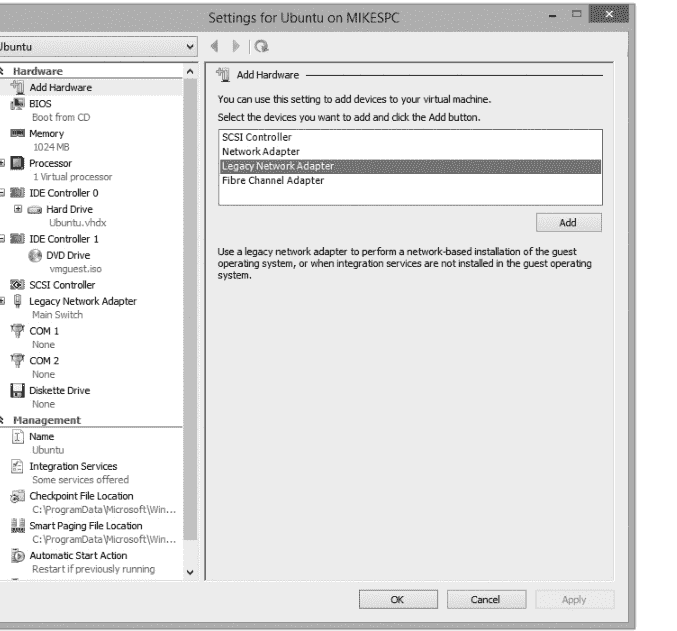 Settings for Ubuntu on MIKESPC
Ubuntu
Hardware
Add Hardware
BIOS
Boot from CD
Memory
1024 MB
Processor
1 Virtual processor
IDE Controller 0
Hard Drive
Ubuntu.vhdx
IDE Controller 1
DVD Drive
vmguest.iso
SCSI Controller
Legacy Network Adapter
Main Switch
COM 1
None
COM 2
None
Diskette Drive
None
Management
Name
Ubuntu
Integration Services
Some services offered
Checkpoint File Location
C:\ProgramData\Microsoft\Win...
Smart Paging File Location
C:\ProgramData\Microsoft\Win...
Automatic Start Action
Restart if previously running
Add Hardware
You can use this setting to add devices to your virtual machine.
Select the devices you want to add and click the Add button.
SCSI Controller
Network Adapter
Legacy Network Adapter
Fibre Channel Adapter
Add
Use a legacy network adapter to perform a network-based installation of the guest
operating system, or when integration services are not installed in the guest operating
system.
OK
Cancel
Apply